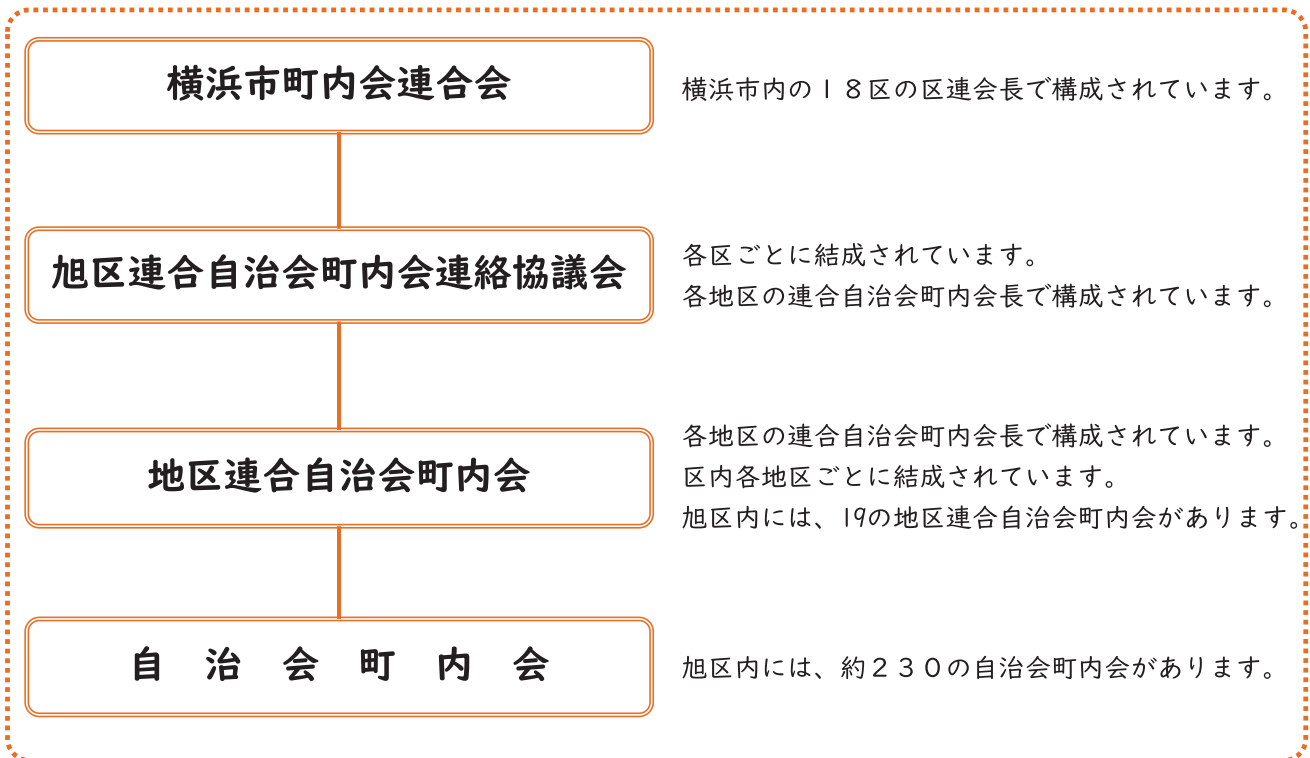 横浜市町内会連合会
横浜市内の１８区の区連会長で構成されています。
旭区連合自治会町内会連絡協議会
各区ごとに結成されています。
各地区の連合自治会町内会長で構成されています。
地区連合自治会町内会
各地区の連合自治会町内会長で構成されています。
区内各地区ごとに結成されています。
旭区内には、19の地区連合自治会町内会があります。
自　治　会　町　内　会
旭区内には、約２３０の自治会町内会があります。